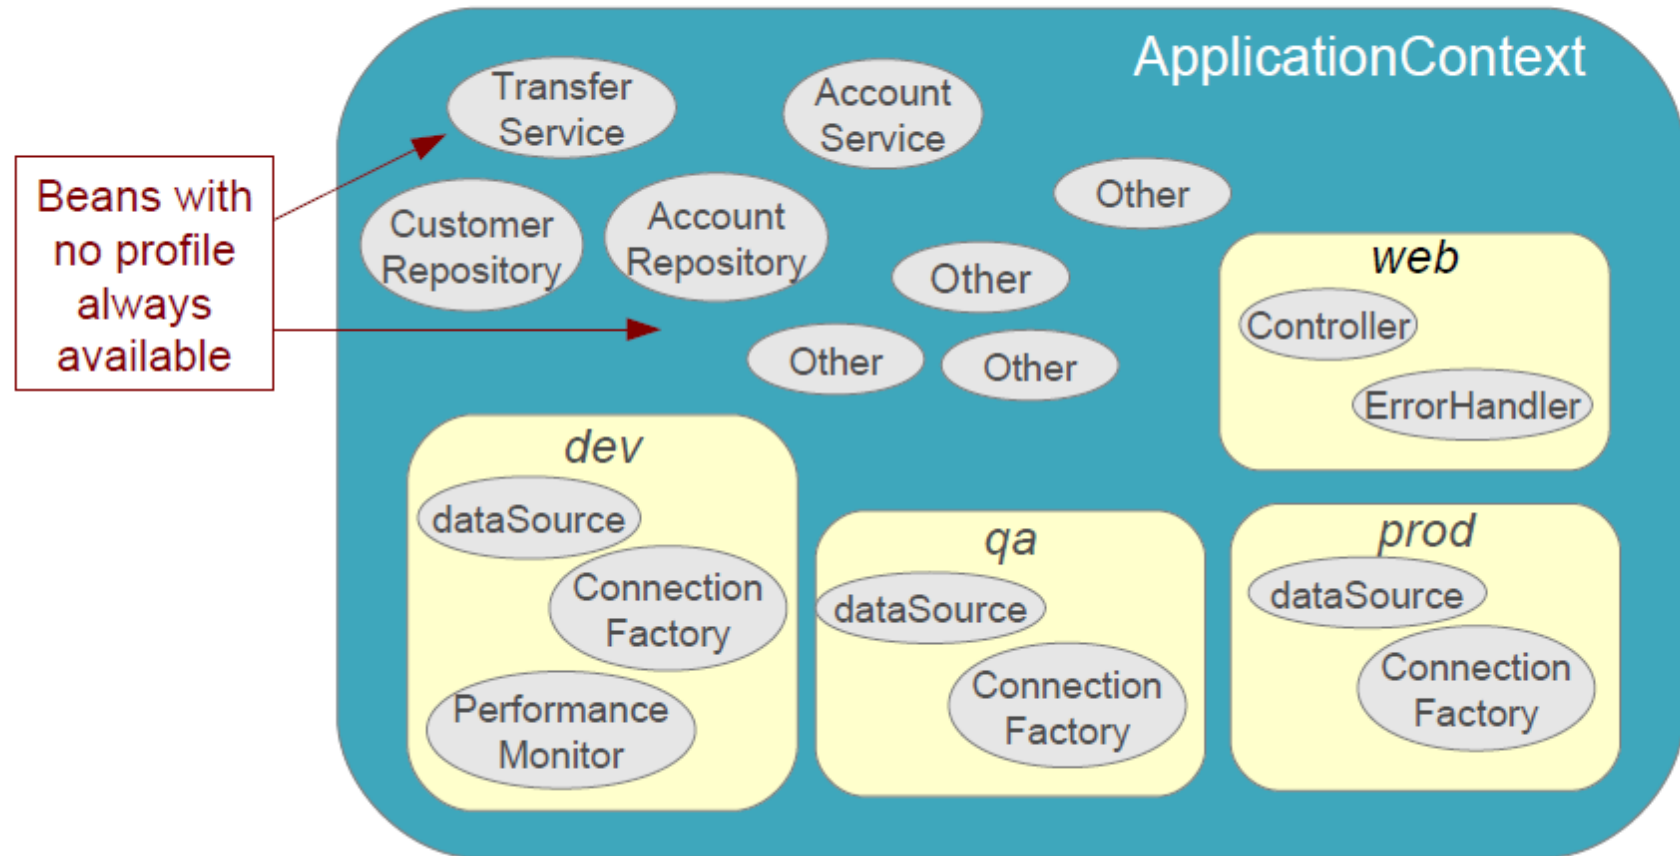 ApplicationContext
Transfer
Service
Account
Service
Beans with
no profile
always
available
Customer
Repository
Account
Repository
Other
Other
Other
Other
web
Controller
ErrorHandler
dev
dataSource
Connection
Factory
Performance
Monitor
qa
dataSource
Connection
Factory
prod
dataSource
Connection
Factory